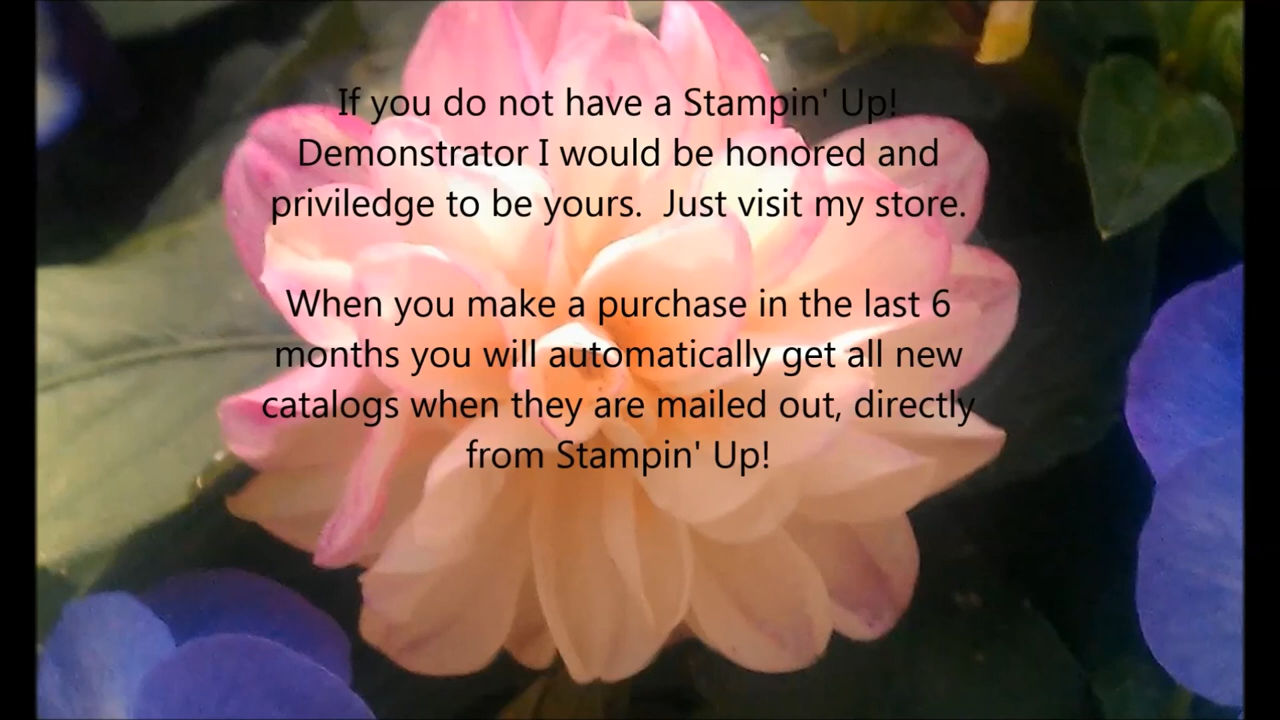 If you do not have a Stampin' Up!
Demonstrator I would be honored and
priviledge to be yours.  Just visit my store.
When you make a purchase in the last 6
months you will automatically get all new
catalogs when they are mailed out, directly
from Stampin' Up!